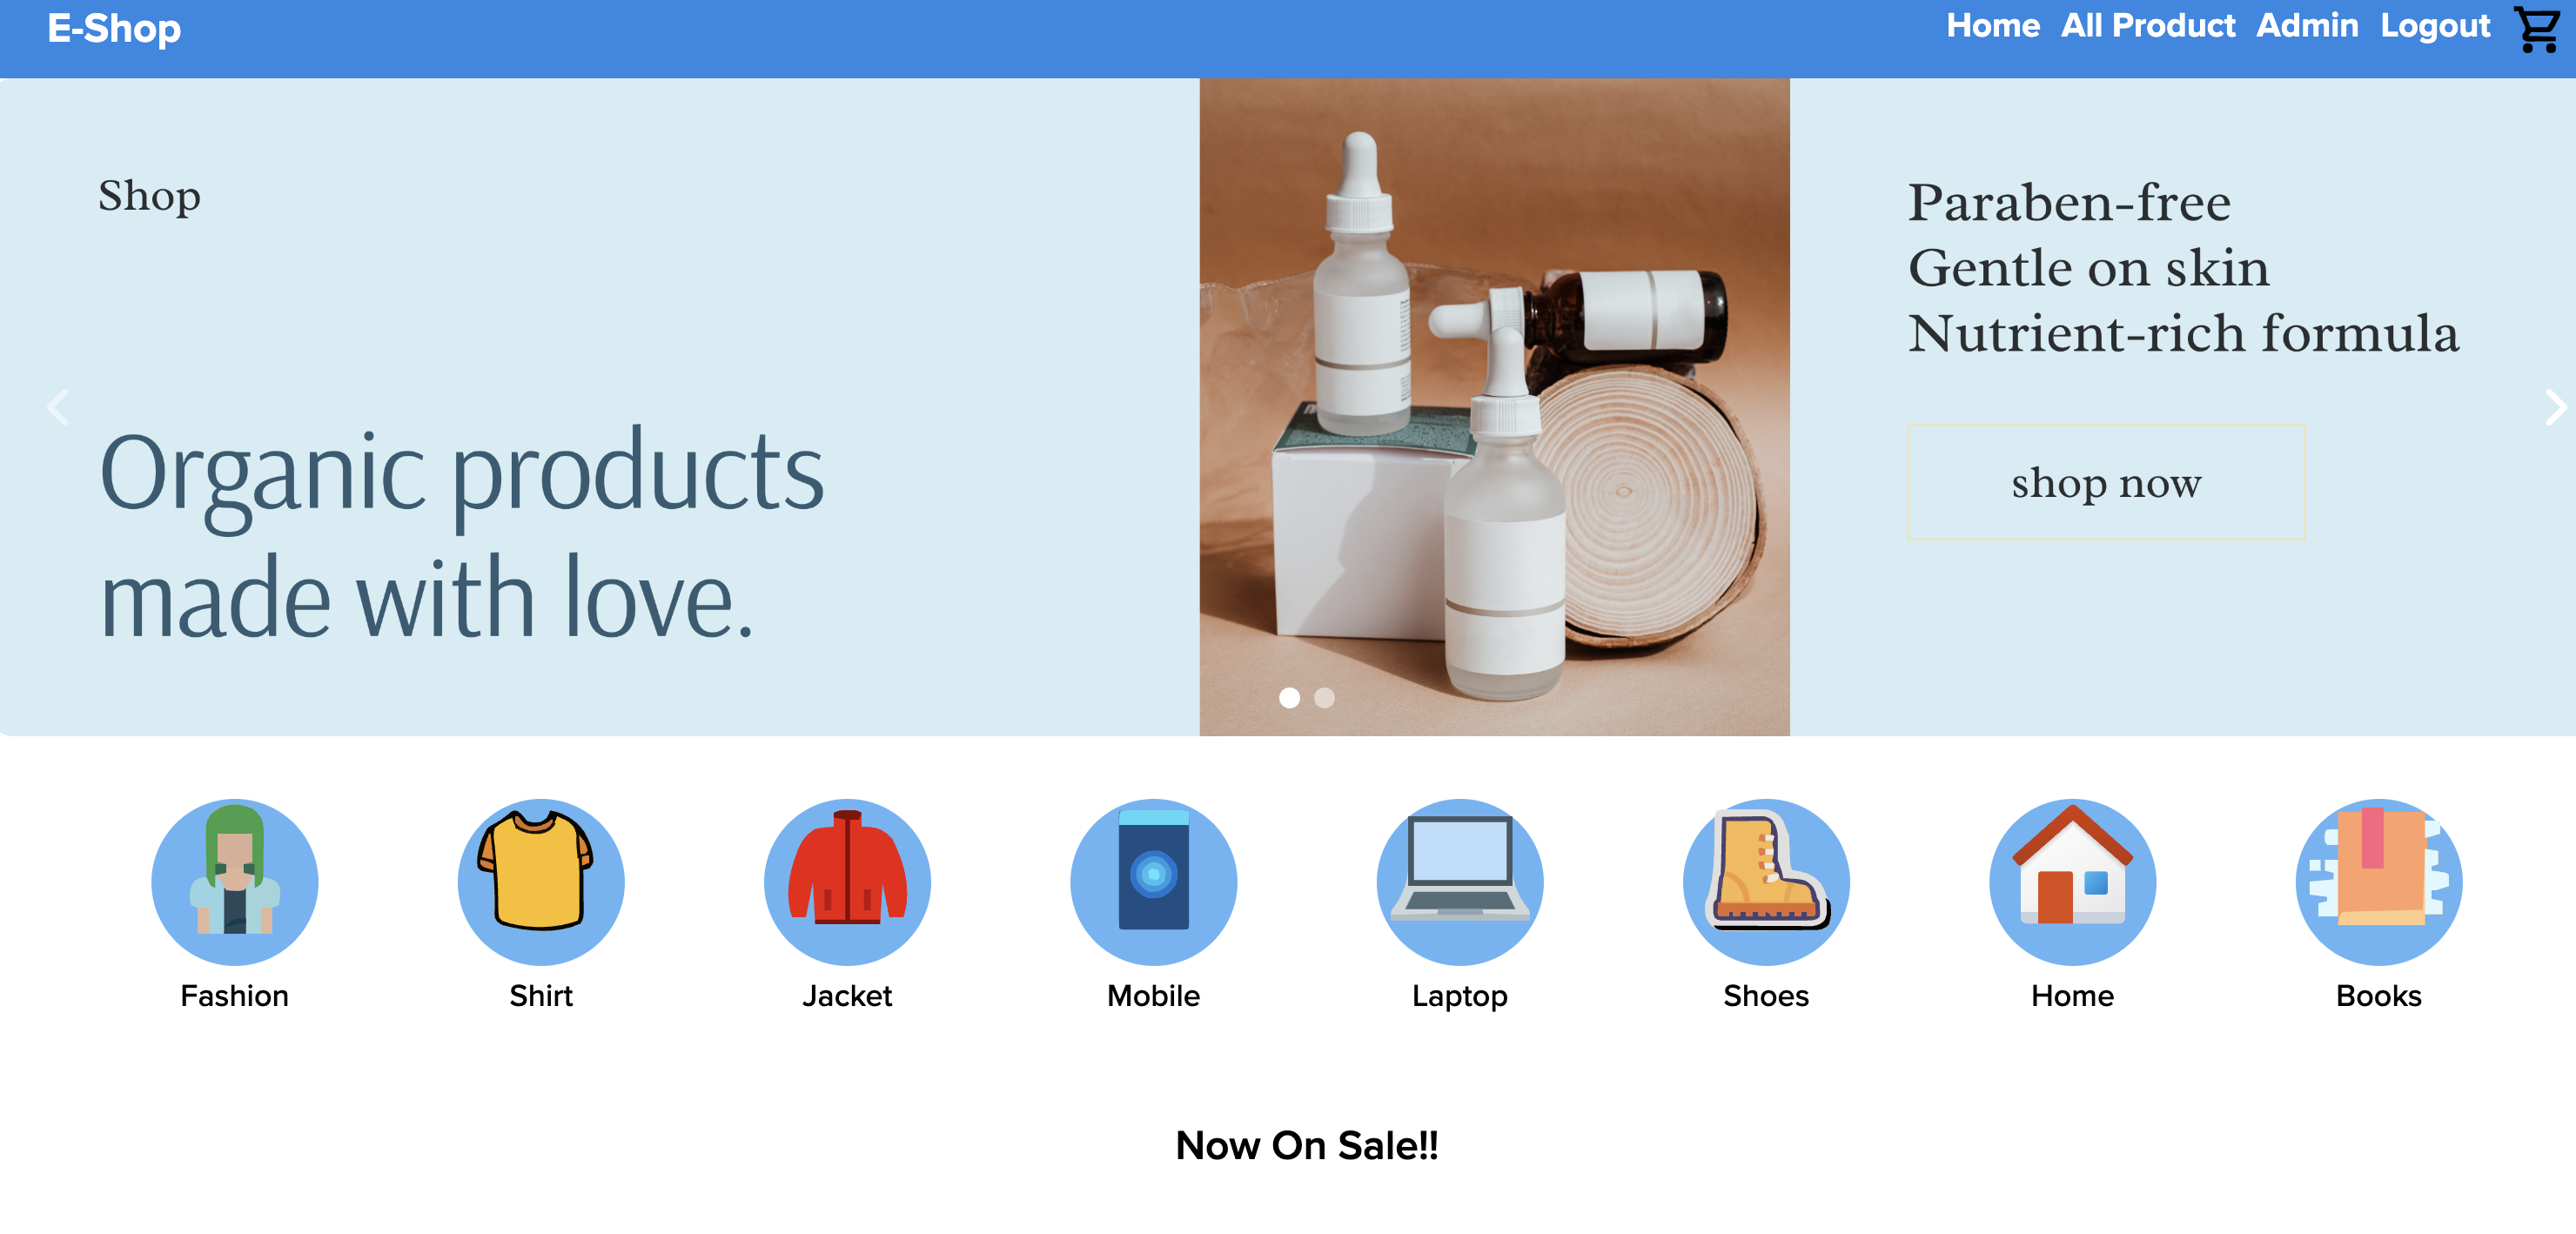 E-Shop
Home All Product Admin Logout
Shop
Organic products
made with love.
Paraben-free
Gentle on skin
Nutrient-rich formula
shop now
Fashion
Shirt
Jacket
Mobile
Laptop
Shoes
Home
Books
Now On Sale!!